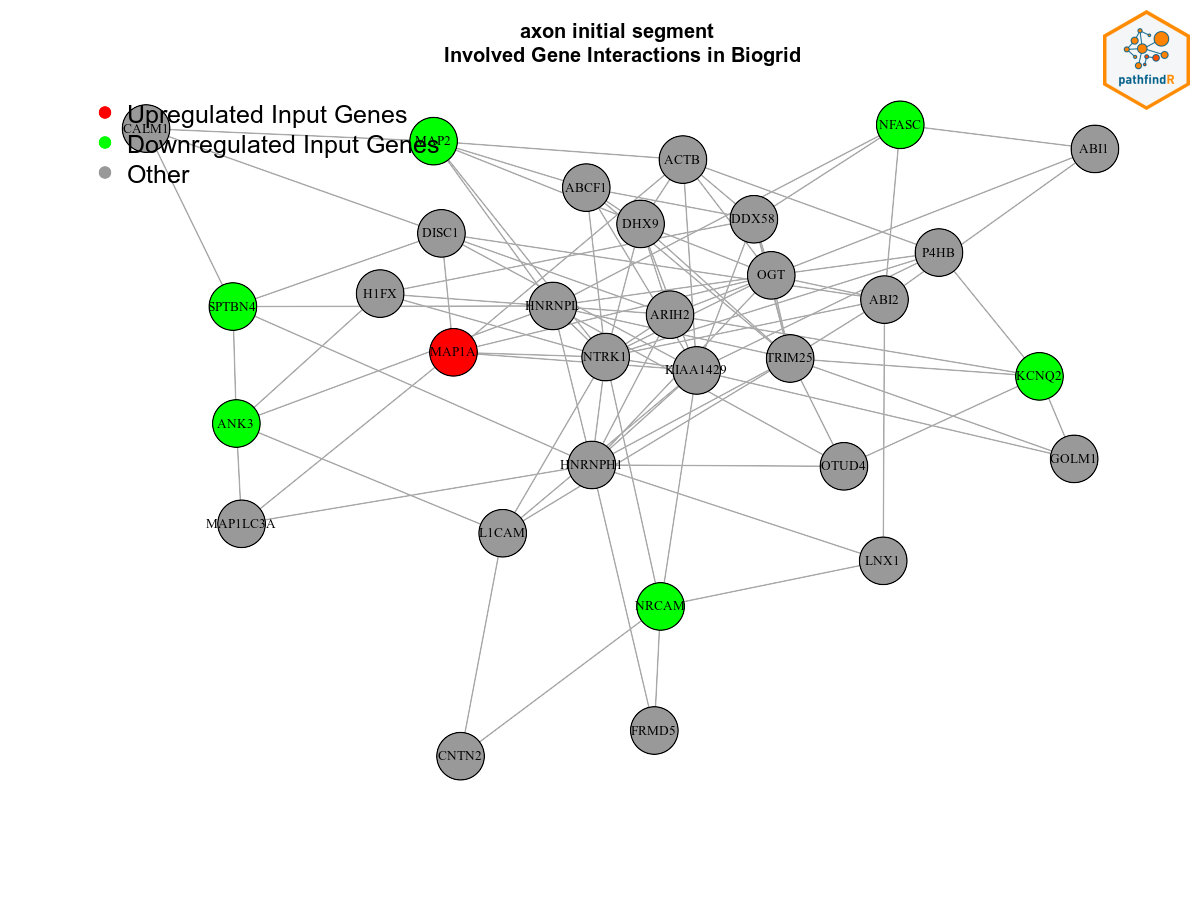 axon initial segment
Involved Gene Interactions in Biogrid
pathfindR
Upregulated Input Genes
Downregulated Input Genes
Other
CALM1
MAP2
NFASC
ABI1
ACTB
ABCF1
DDX58
DHX9
DISC1
P4HB
OGT
H1FX
ABI2
SPTBN4
HNRNPL
ARIH2
MAP1A
NTRK1
TRIM25
KIAA1429
KCNQ2
ANK3
GOLM1
HNRNPH1
OTUD4
MAP1LC3A
L1CAM
LNX1
NRCAM
FRMD5
CNTN2